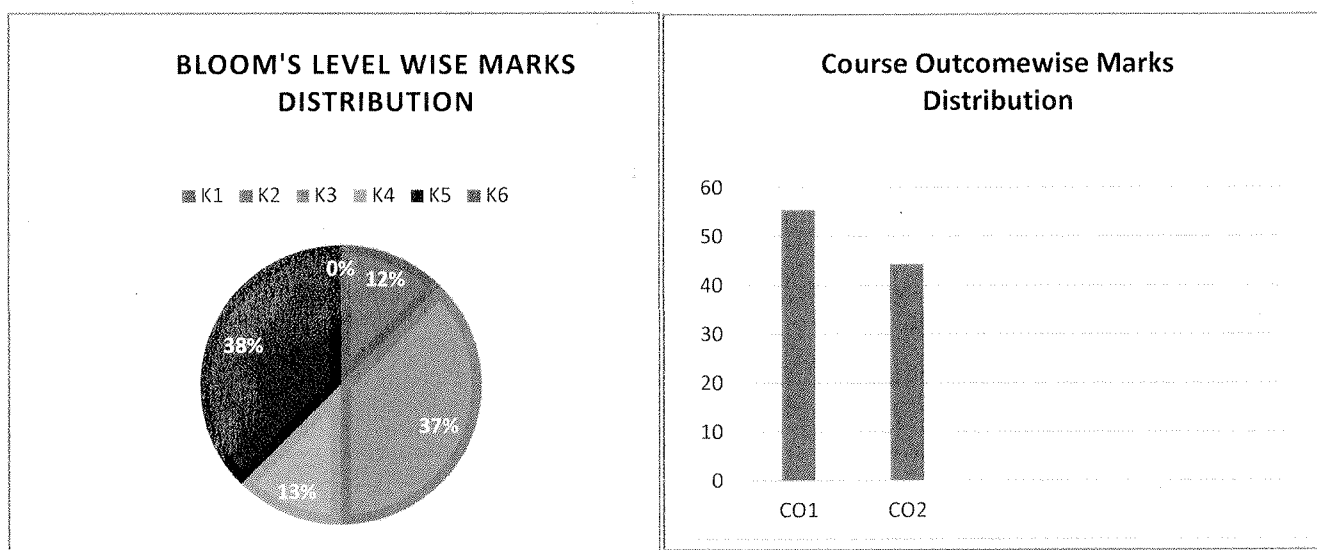 BLOOM'S LEVEL WISE MARKS
DISTRIBUTION
K1 K2 K3 K4 K5 K6
0%
12%
38%
37%
13%
Course Outcomewise Marks
Distribution
60
50
40
30
20
10
0
CO1 CO2